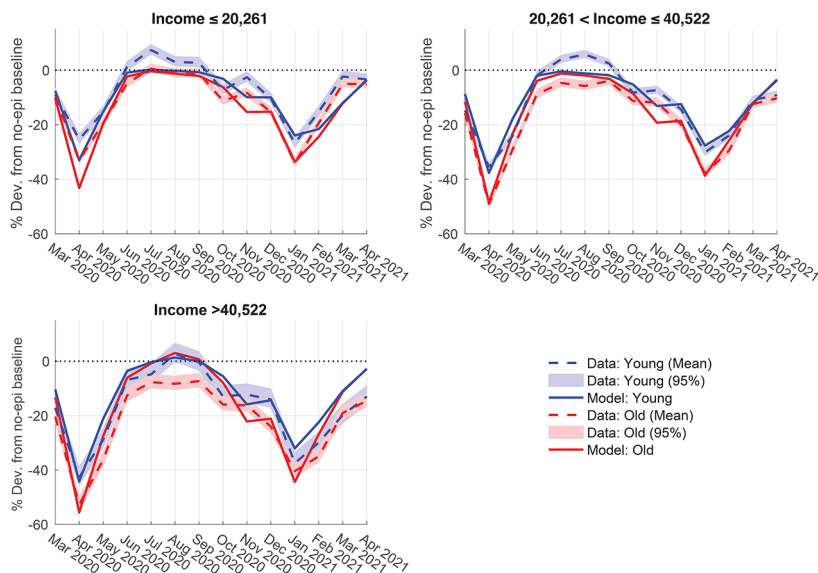 Income ≤ 20,261
% Dev. from no-epi baseline
0
-20
-40
-60
Mar 2020
Apr 2020
May 2020
Jun 2020
Jul 2020
Aug 2020
Sep 2020
Oct 2020
Nov 2020
Dec 2020
Jan 2021
Feb 2021
Mar 2021
Apr 2021
20,261 < Income ≤ 40,522
% Dev. from no-epi baseline
0
-20
-40
-60
Mar 2020
Apr 2020
May 2020
Jun 2020
Jul 2020
Aug 2020
Sep 2020
Oct 2020
Nov 2020
Dec 2020
Jan 2021
Feb 2021
Mar 2021
Apr 2021
Income >40,522
% Dev. from no-epi baseline
0
-20
-40
-60
Mar 2020
Apr 2020
May 2020
Jun 2020
Jul 2020
Aug 2020
Sep 2020
Oct 2020
Nov 2020
Dec 2020
Jan 2021
Feb 2021
Mar 2021
Apr 2021
Data: Young (Mean)
Data: Young (95%)
Model: Young
Data: Old (Mean)
Data: Old (95%)
Model: Old